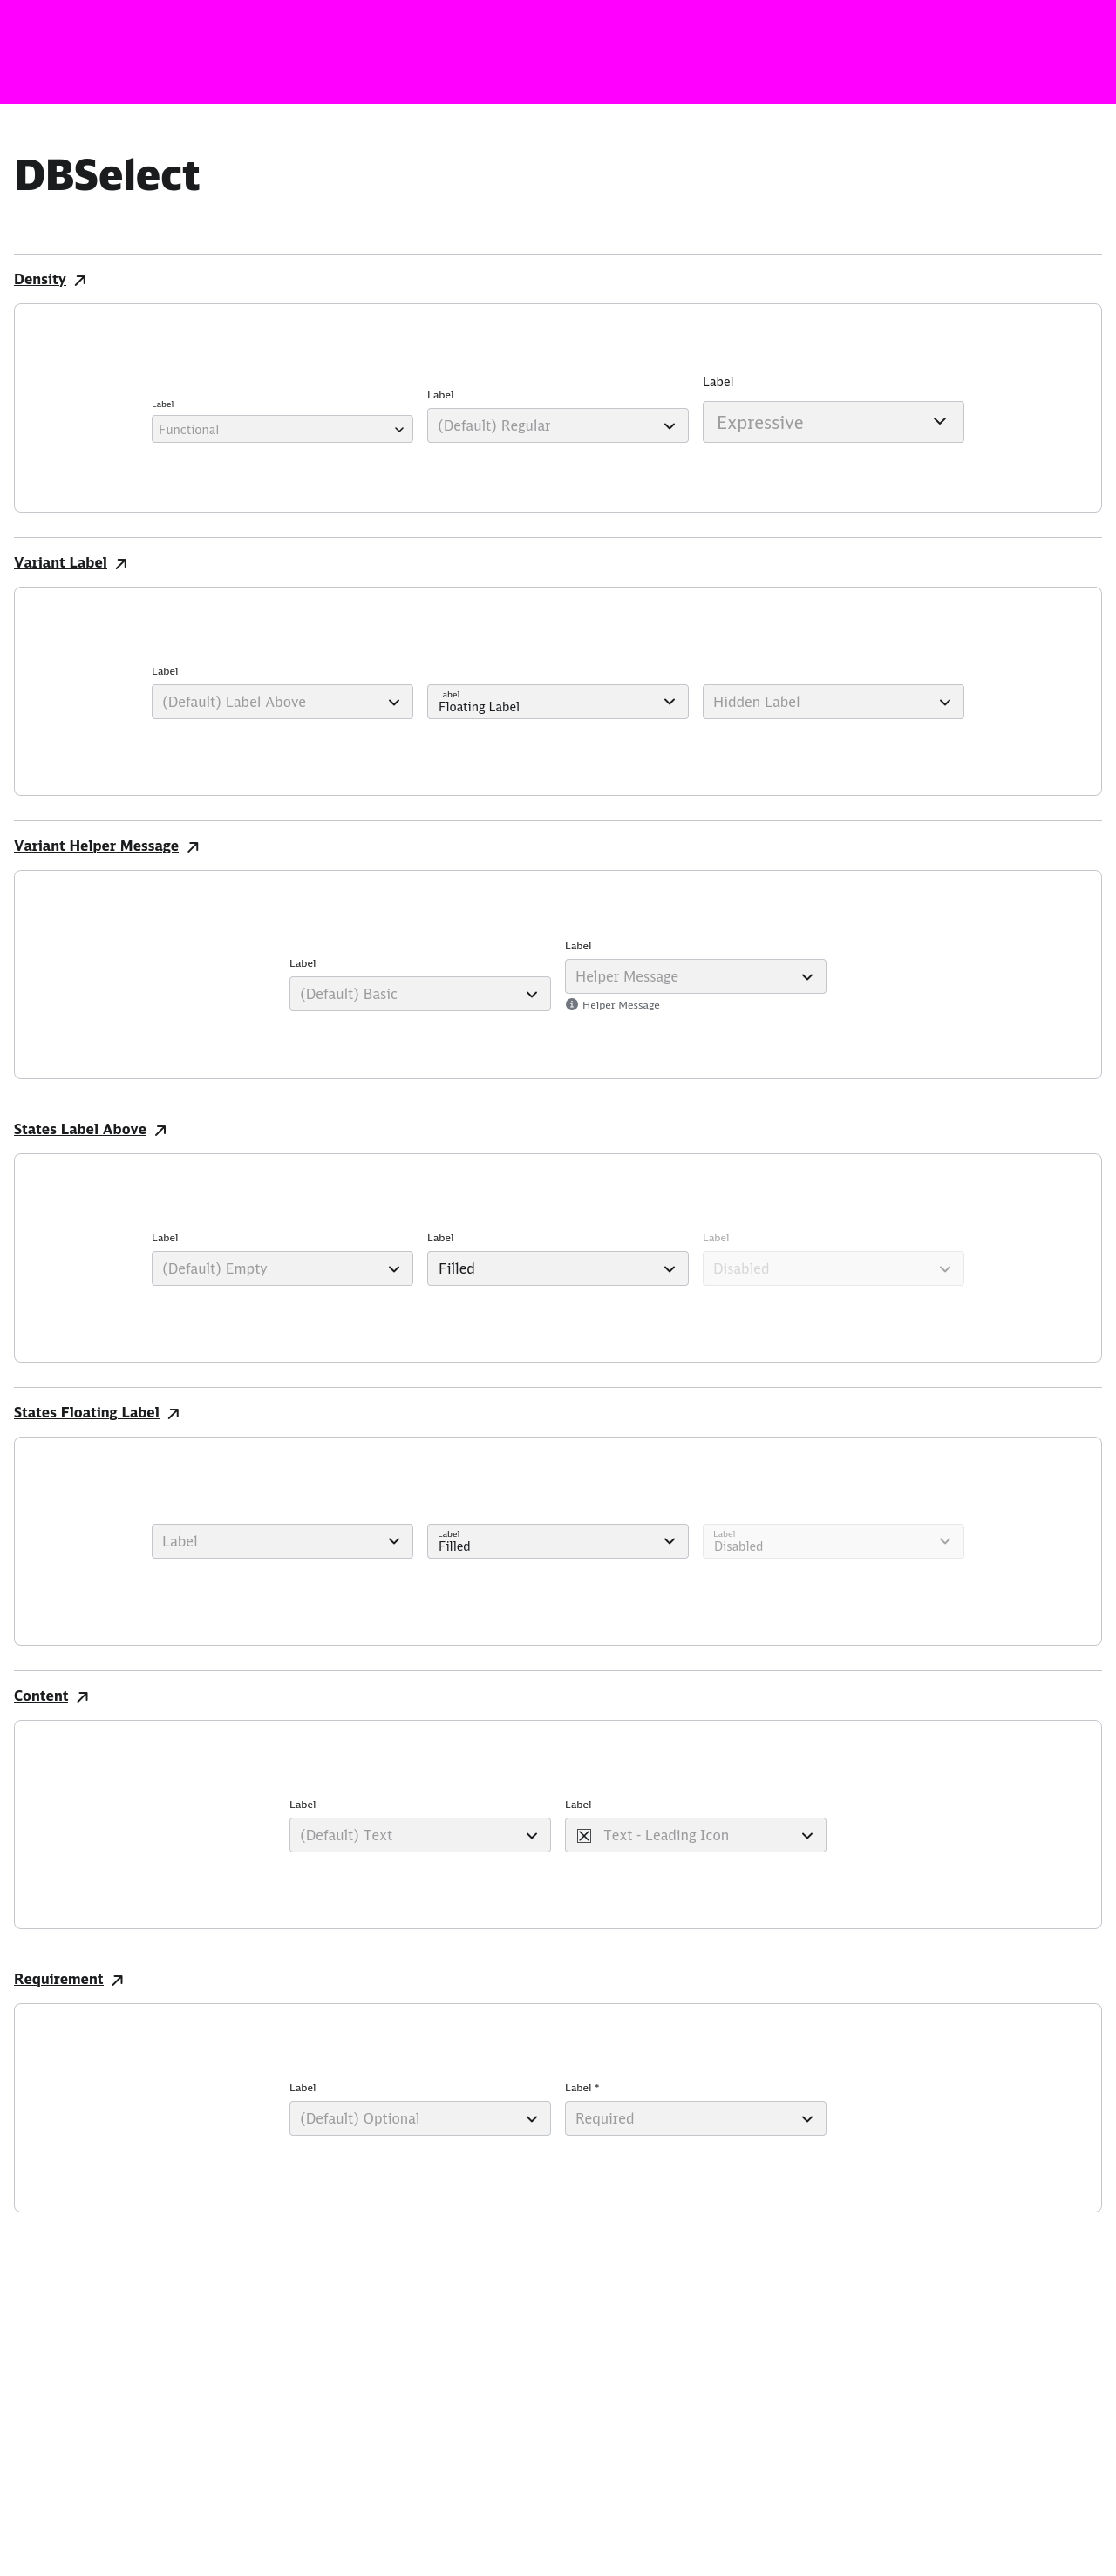 DBSelect
Density
Label
Label
Label
Functional
(Default) Regular
Expressive
Variant Label
Label
(Default) Label Above
Label
Floating Label
Hidden Label
Variant Helper Message
Label
Label
(Default) Basic
Helper Message
Helper Message
States Label Above
Label
Label
Label
(Default) Empty
Filled
Disabled
States Floating Label
Label
Label
Filled
Label
Disabled
Content
Label
Label
(Default) Text
Text - Leading Icon
Requirement
Label
Label *
(Default) Optional
Required